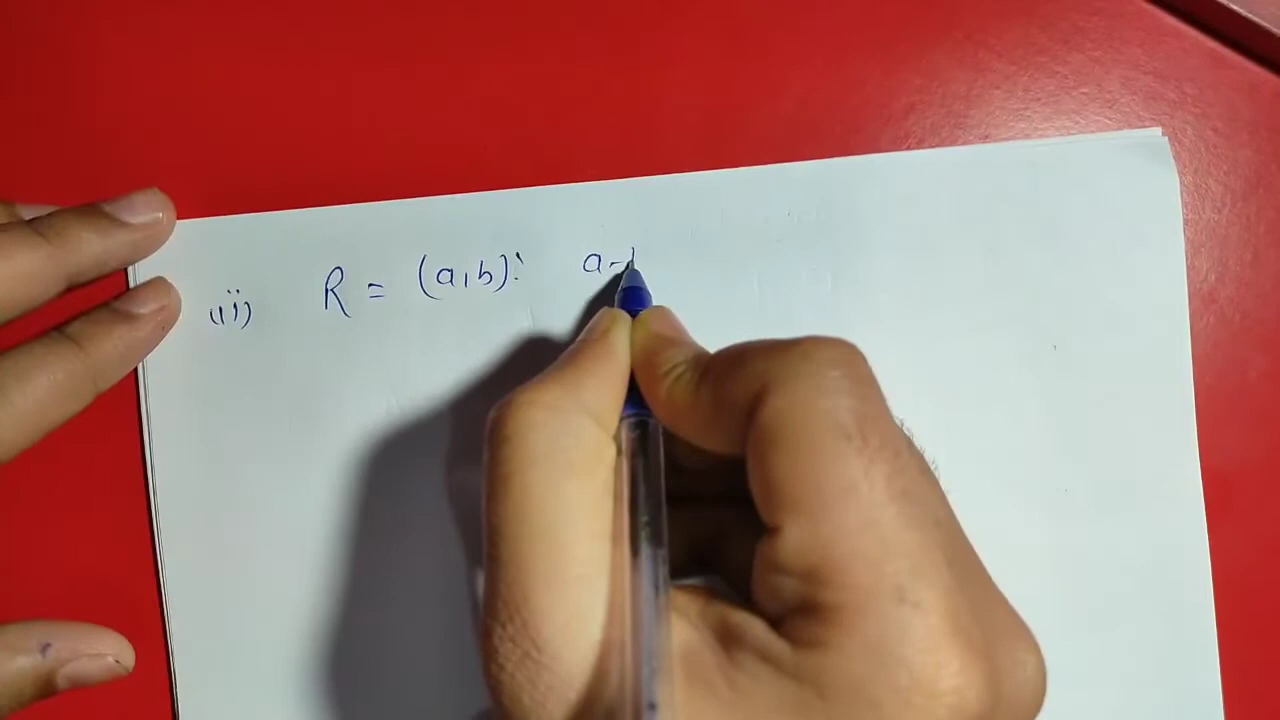 (ii) R = (a,b): a-